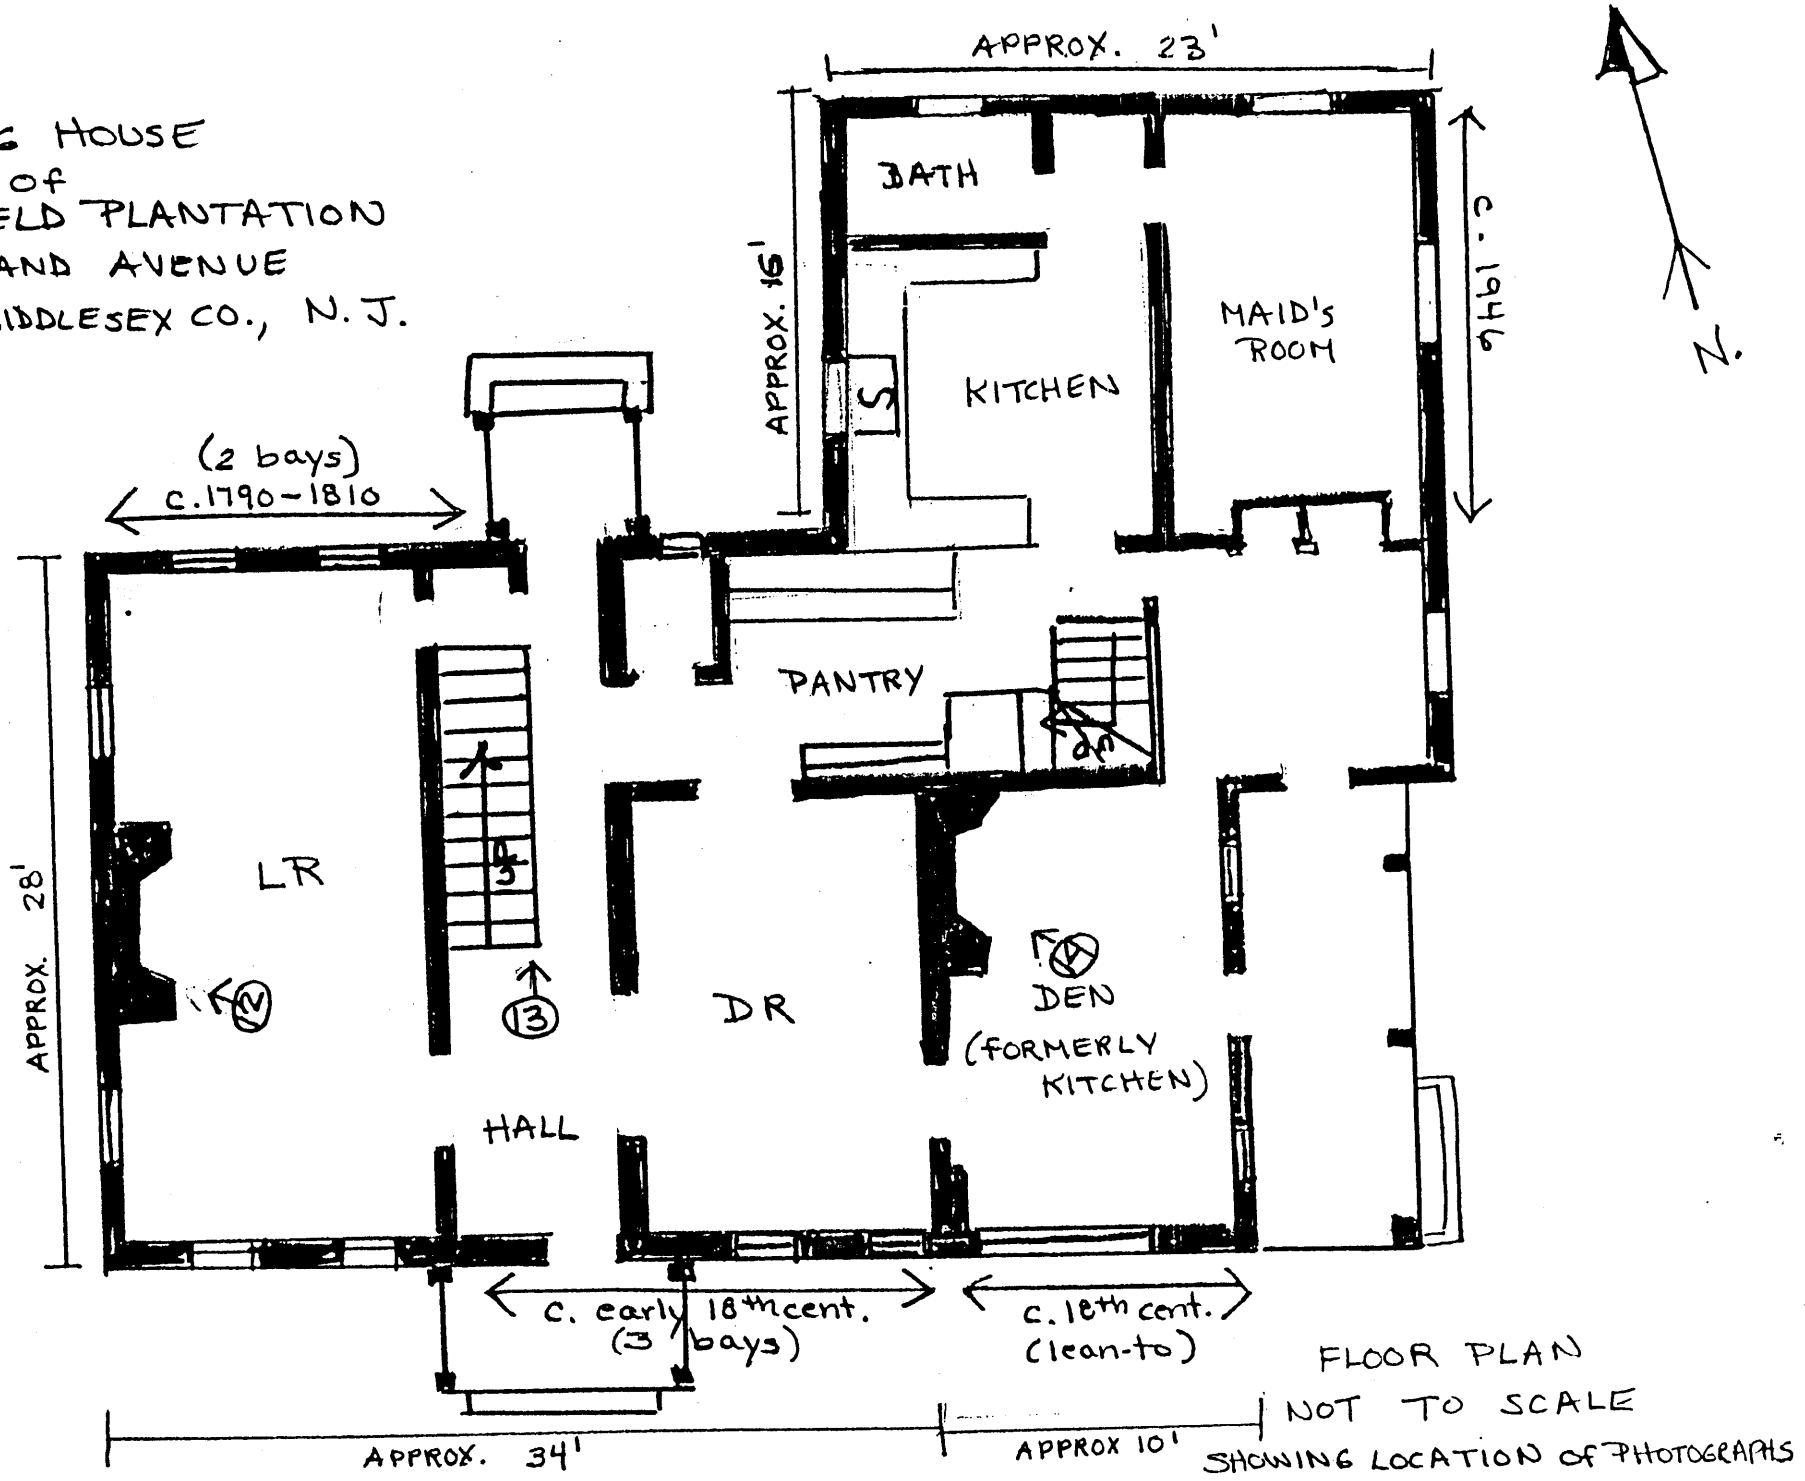 HOUSE
of
PLANTATION
AVENUE
MIDDLESEX CO., N.J.
APPROX. 23'
APPROX. 16'
c. 1946
N.
BATH
MAID'S
ROOM
KITCHEN
S
(2 bays)
c.1790-1810
PANTRY
up
LR
DR
12
13
DEN
(FORMERLY
KITCHEN)
HALL
APPROX. 28'
c. early 18th cent.
(3 bays)
c. 18th cent.
(lean-to)
APPROX. 34'
APPROX 10'
FLOOR PLAN
NOT TO SCALE
SHOWING LOCATION OF PHOTOGRAPHS